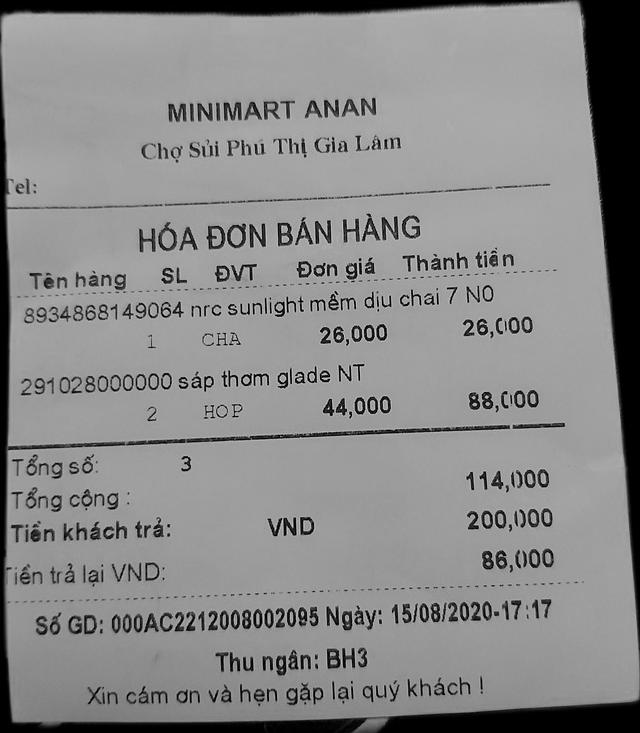 MINIMART ANAN
Chợ Sủi Phú Thị Gia Lâm
Tel:
HÓA ĐƠN BÁN HÀNG
Tên hàng SL ĐVT Đơn giá Thành tiền
8934868149064 nrc sunlight mềm dịu chai 7 N0
1 CHA 26,000 26,000
291028000000 sáp thơm glade NT
2 HOP 44,000 88,000
Tổng số: 3
Tổng cộng : 114,000
Tiền khách trả: VND 200,000
Tiền trả lại VND: 86,000
Số GD: 000AC2212008002095 Ngày: 15/08/2020-17:17
Thu ngân: BH3
Xin cám ơn và hẹn gặp lại quý khách !